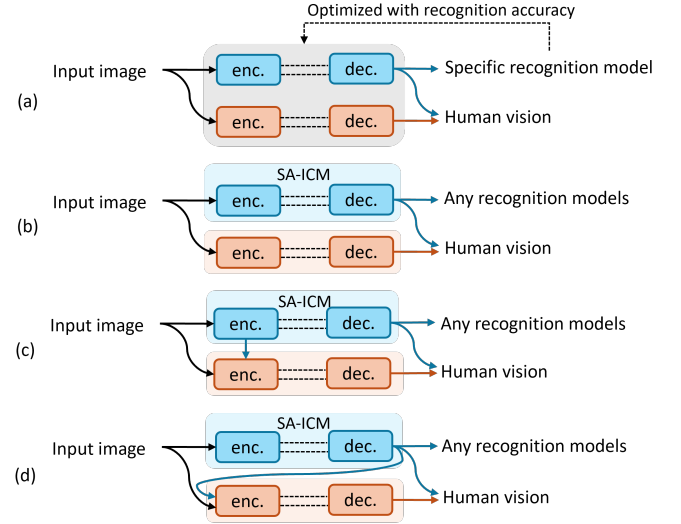 Optimized with recognition accuracy
Input image
enc.
dec.
Specific recognition model
(a)
enc.
dec.
Human vision
SA-ICM
Input image
enc.
dec.
Any recognition models
(b)
enc.
dec.
Human vision
SA-ICM
Input image
enc.
dec.
Any recognition models
(c)
enc.
dec.
Human vision
SA-ICM
Input image
enc.
dec.
Any recognition models
(d)
enc.
dec.
Human vision